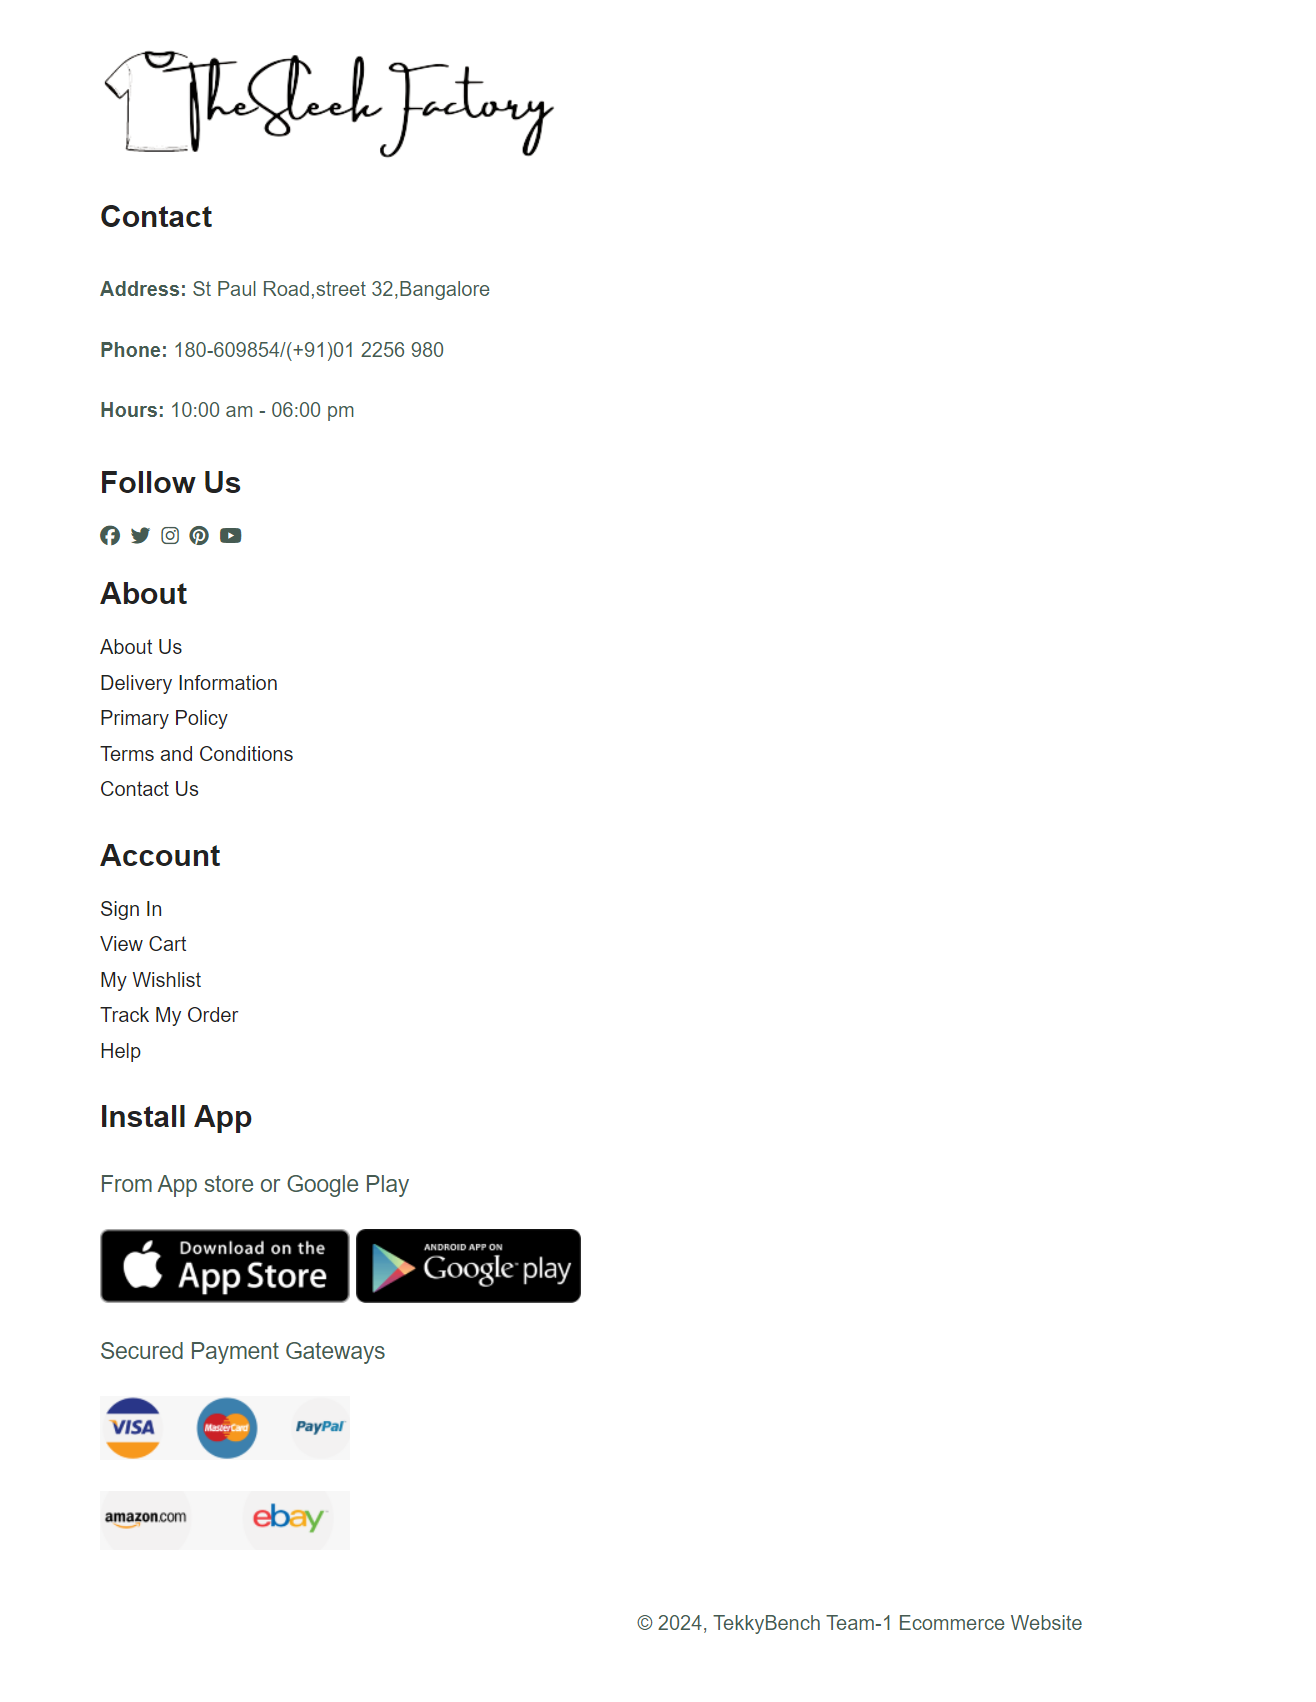 TheSleek Factory
Contact
Address: St Paul Road,street 32,Bangalore
Phone: 180-609854/(+91)01 2256 980
Hours: 10:00 am - 06:00 pm
Follow Us
About
About Us
Delivery Information
Primary Policy
Terms and Conditions
Contact Us
Account
Sign In
View Cart
My Wishlist
Track My Order
Help
Install App
From App store or Google Play
Download on the
App Store
ANDROID APP ON
Google play
Secured Payment Gateways
VISA MasterCard PayPal
amazon.com ebay
© 2024, TekkyBench Team-1 Ecommerce Website